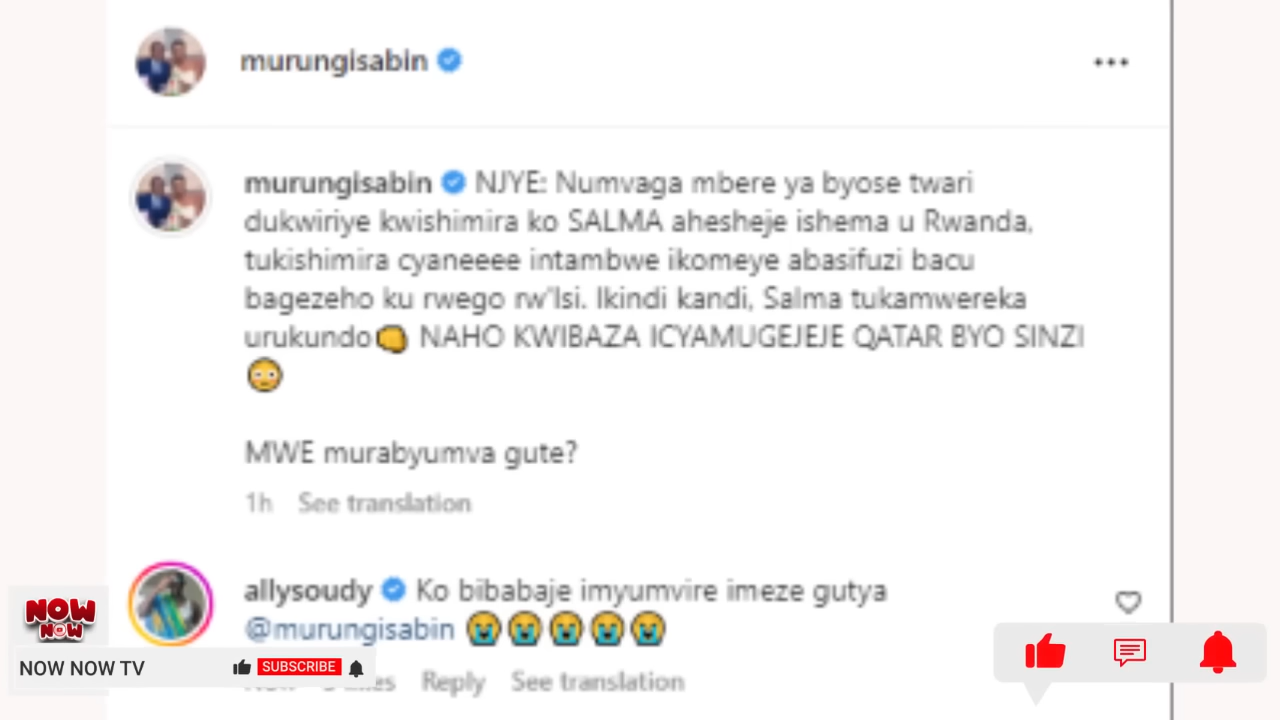 murungisabin
murungisabin NJYE: Numvaga mbere ya byose twari
dukwiriye kwishimira ko SALMA ahesheje ishema u Rwanda,
tukishimira cyaneeee intambwe ikomeye abasifuzi bacu
bagezeho ku rwego rw'Isi. Ikindi kandi, Salma tukamwereka
urukundo👊 NAHO KWIBAZA ICYAMUGEJEJE QATAR BYO SINZI
😳
MWE murabyumva gute?
1h See translation
allysoudy Ko bibabaje imyumvire imeze gutya
@murungisabin 😭😭😭😭😭
Reply See translation
NOW
NOW
NOW NOW TV SUBSCRIBE